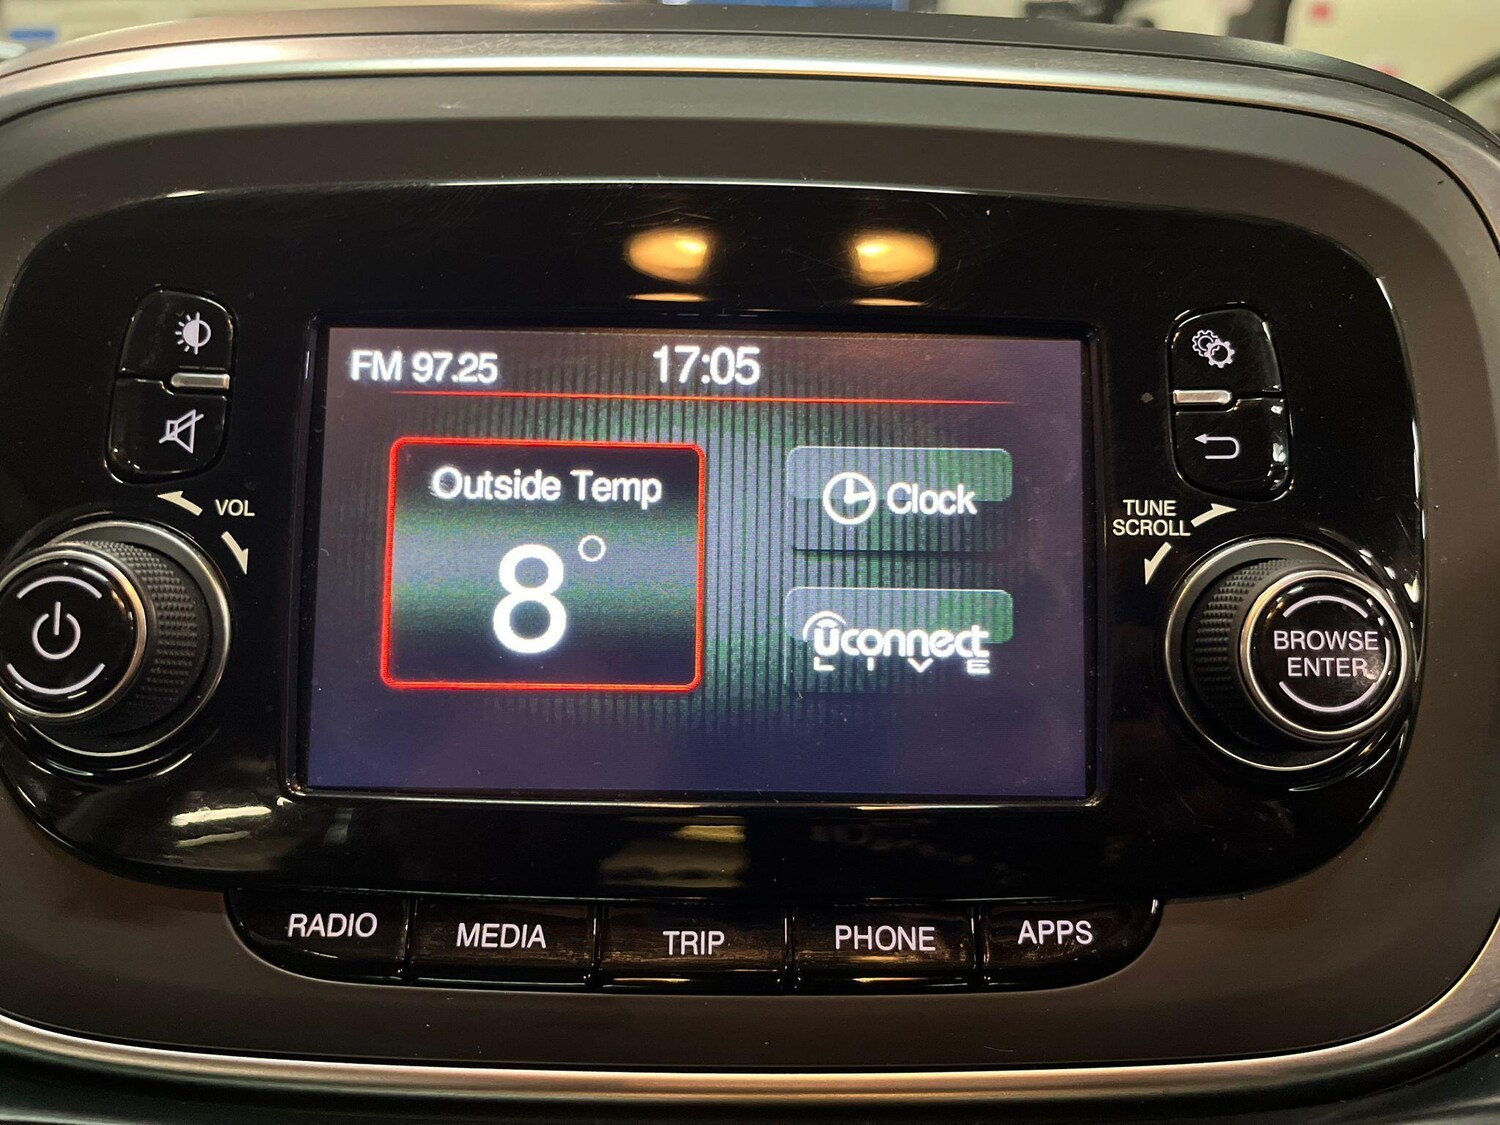 FM 97.25 17:05
Outside Temp
8°
Clock
uconnect
LIVE
VOL
TUNE
SCROLL
BROWSE
ENTER
RADIO MEDIA TRIP PHONE APPS